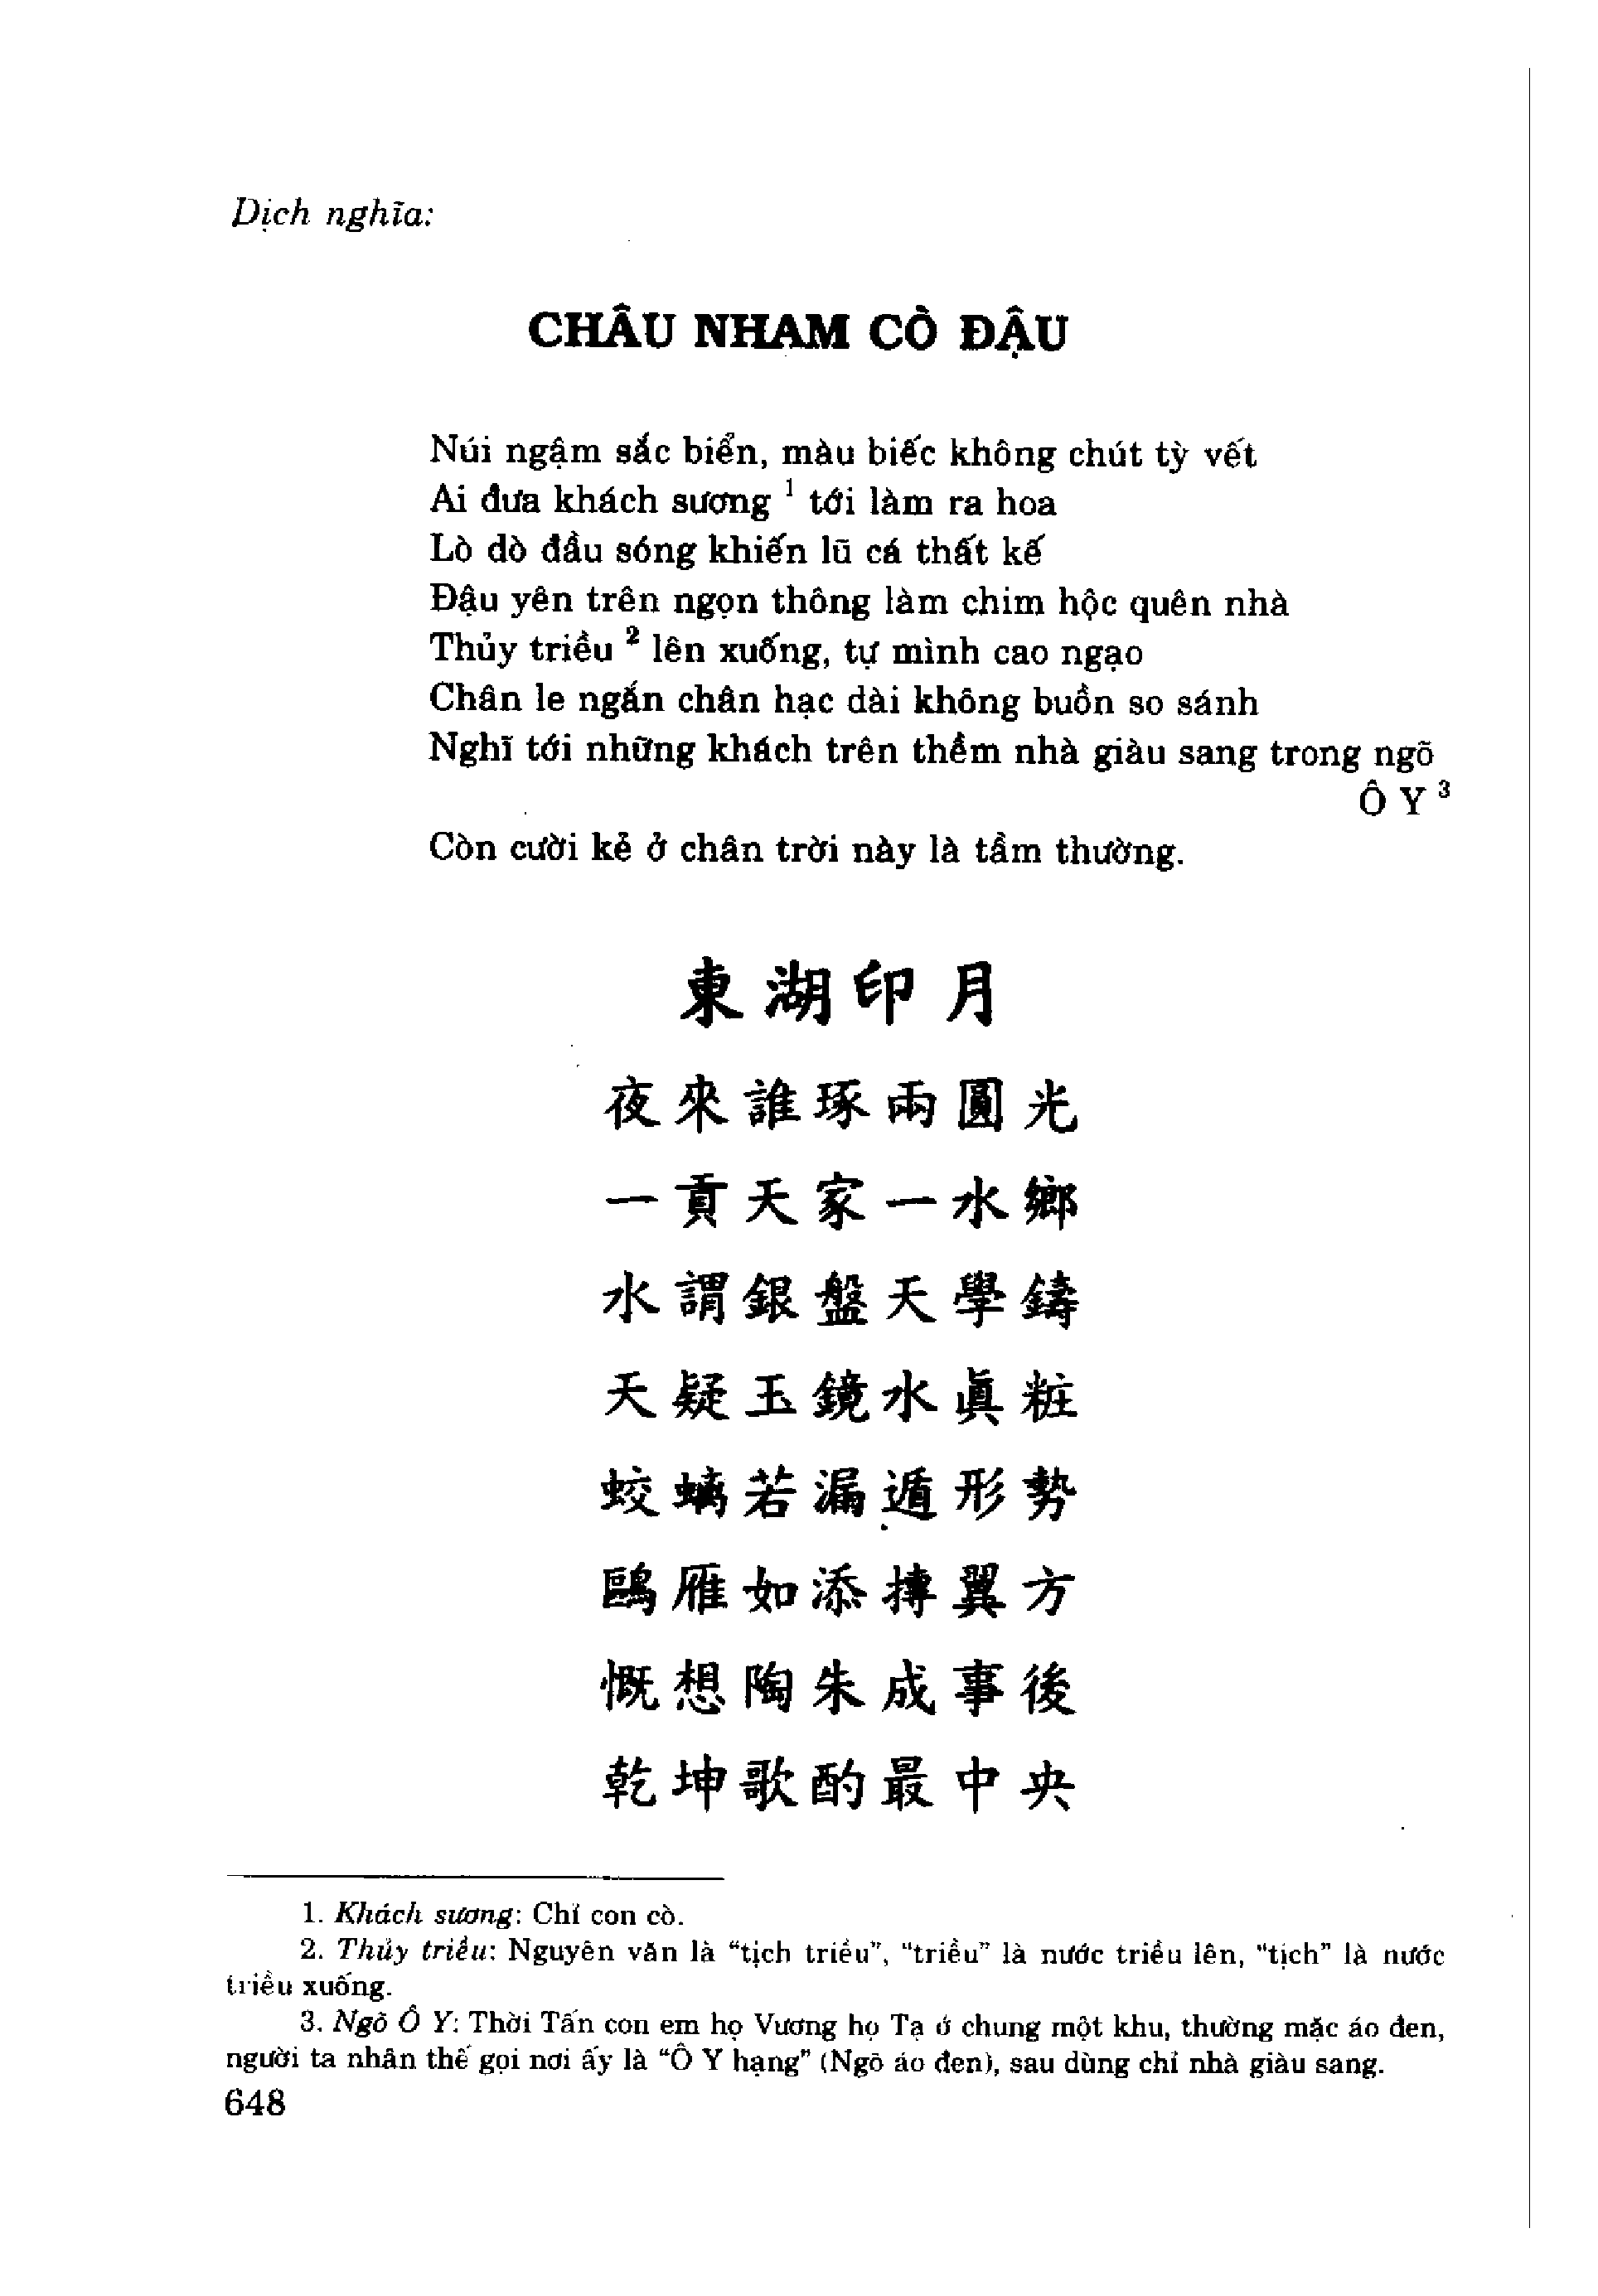 Dịch nghĩa:
CHÂU NHAM CÒ ĐẬU
Núi ngậm sắc biển, màu biếc không chút tỳ vết
Ai đưa khách sương 1 tới làm ra hoa
Lò dò đầu sóng khiến lũ cá thất kế
Đậu yên trên ngọn thông làm chim hộc quên nhà
Thủy triều 2 lên xuống, tự mình cao ngạo
Chân le ngắn chân hạc dài không buồn so sánh
Nghĩ tới những khách trên thềm nhà giàu sang trong ngõ
Ô Y 3
Còn cười kẻ ở chân trời này là tầm thường.
東湖印月
夜來誰琢兩圓光
一貢天家一水鄉
水謂銀盤天學鑄
天疑玉鏡水眞粧
蛟螭若漏遁形勢
鷗雁如添摶翼方
慨想陶朱成事後
乾坤歌酌最中央
1. Khách sương: Chỉ con cò.
2. Thủy triều: Nguyên văn là “tịch triều”, “triều” là nước triều lên, “tịch” là nước
triều xuống.
3. Ngõ Ô Y: Thời Tấn con em họ Vương họ Tạ ở chung một khu, thường mặc áo đen,
người ta nhân thế gọi nơi ấy là “Ô Y hạng” (Ngõ áo đen), sau dùng chỉ nhà giàu sang.
648